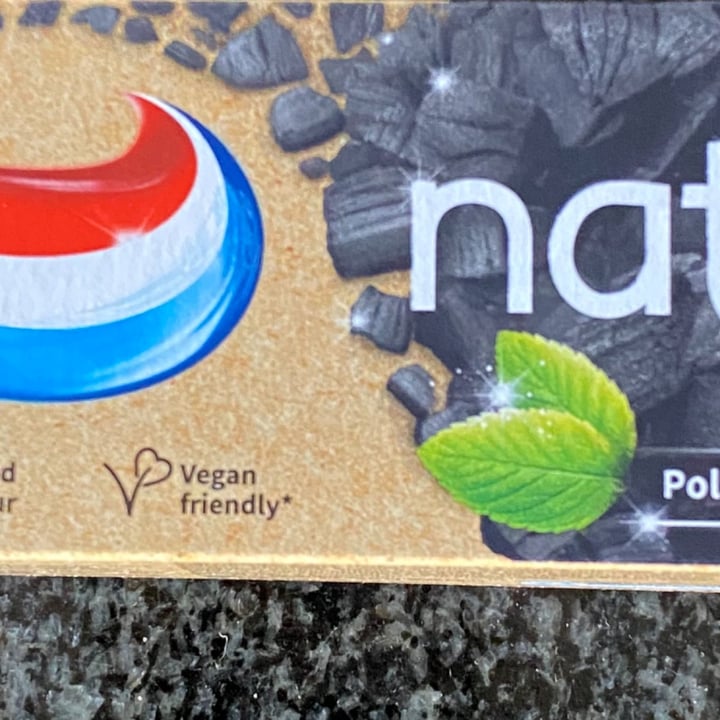 nat
d
ur
Vegan
friendly*
Pol